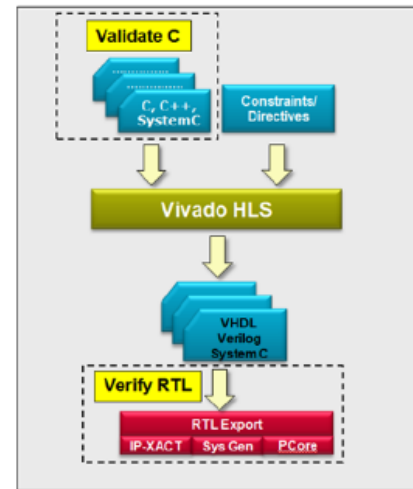 Validate C
C, C++,
SystemC
Constraints/
Directives
Vivado HLS
VHDL
Verilog
System C
Verify RTL
RTL Export
IP-XACT
Sys Gen
PCore